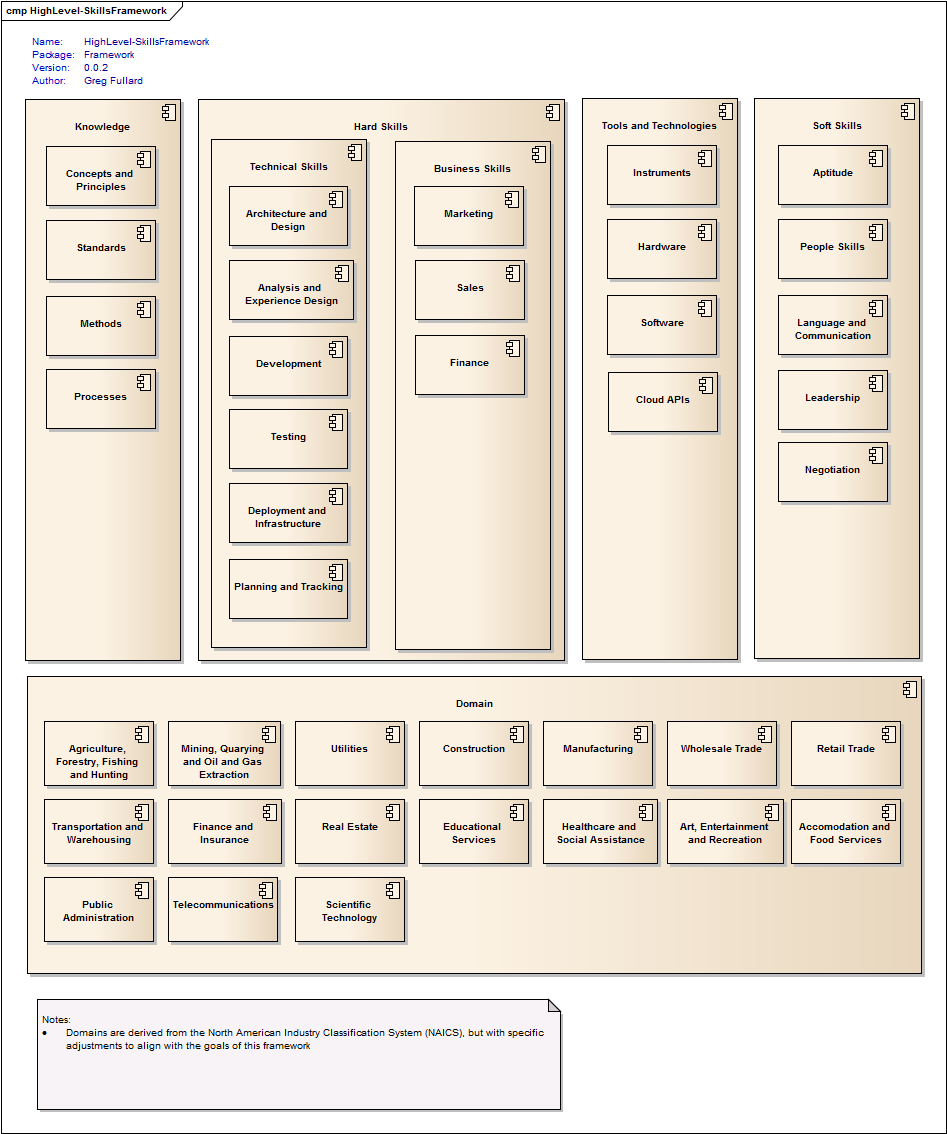 cmp HighLevel-SkillsFramework
Name: HighLevel-SkillsFramework
Package: Framework
Version: 0.0.2
Author: Greg Fullard
Knowledge
Concepts and
Principles
Standards
Methods
Processes
Hard Skills
Technical Skills
Architecture and
Design
Analysis and
Experience Design
Development
Testing
Deployment and
Infrastructure
Planning and Tracking
Business Skills
Marketing
Sales
Finance
Tools and Technologies
Instruments
Hardware
Software
Cloud APIs
Soft Skills
Aptitude
People Skills
Language and
Communication
Leadership
Negotiation
Domain
Agriculture,
Forestry, Fishing
and Hunting
Mining, Quarying
and Oil and Gas
Extraction
Utilities
Construction
Manufacturing
Wholesale Trade
Retail Trade
Transportation and
Warehousing
Finance and
Insurance
Real Estate
Educational
Services
Healthcare and
Social Assistance
Art, Entertainment
and Recreation
Accomodation and
Food Services
Public
Administration
Telecommunications
Scientific
Technology
Notes:
• Domains are derived from the North American Industry Classification System (NAICS), but with specific
adjustments to align with the goals of this framework